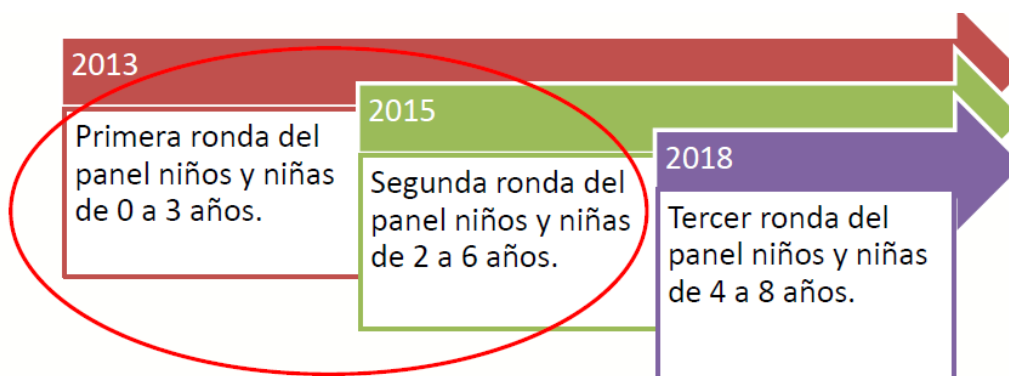 2013
Primera ronda del
panel niños y niñas
de 0 a 3 años.
2015
Segunda ronda del
panel niños y niñas
de 2 a 6 años.
2018
Tercer ronda del
panel niños y niñas
de 4 a 8 años.